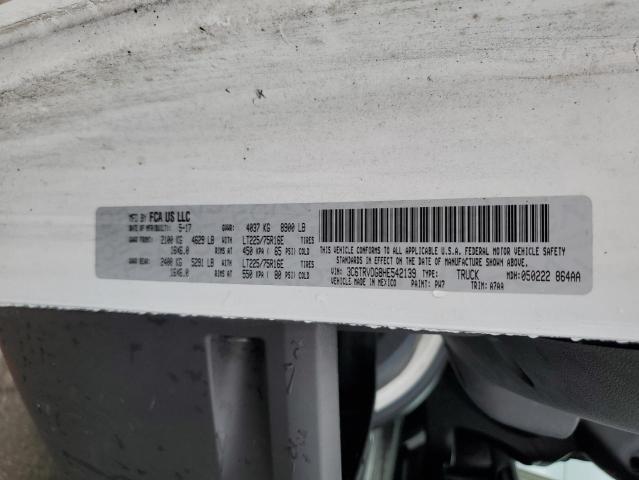 MFD BY FCA US LLC
DATE OF MFR(BUILT): 5-17 GVWR: 4037 KG 8900 LB
GAWR FRONT: 2100 KG 4629 LB WITH LT225/75R16E TIRES
16X6.0 RIMS AT 450 KPA ( 65 PSI) COLD
GAWR REAR: 2400 KG 5291 LB WITH LT225/75R16E TIRES
16X6.0 RIMS AT 550 KPA ( 80 PSI) COLD
THIS VEHICLE CONFORMS TO ALL APPLICABLE U.S.A. FEDERAL MOTOR VEHICLE SAFETY
STANDARDS IN EFFECT ON THE DATE OF MANUFACTURE SHOWN ABOVE.
VIN: 3C6TRVDG8HE542139 TYPE: TRUCK MDH: 050222 864AA
VEHICLE MADE IN MEXICO PAINT: PW7 TRIM: A7AA